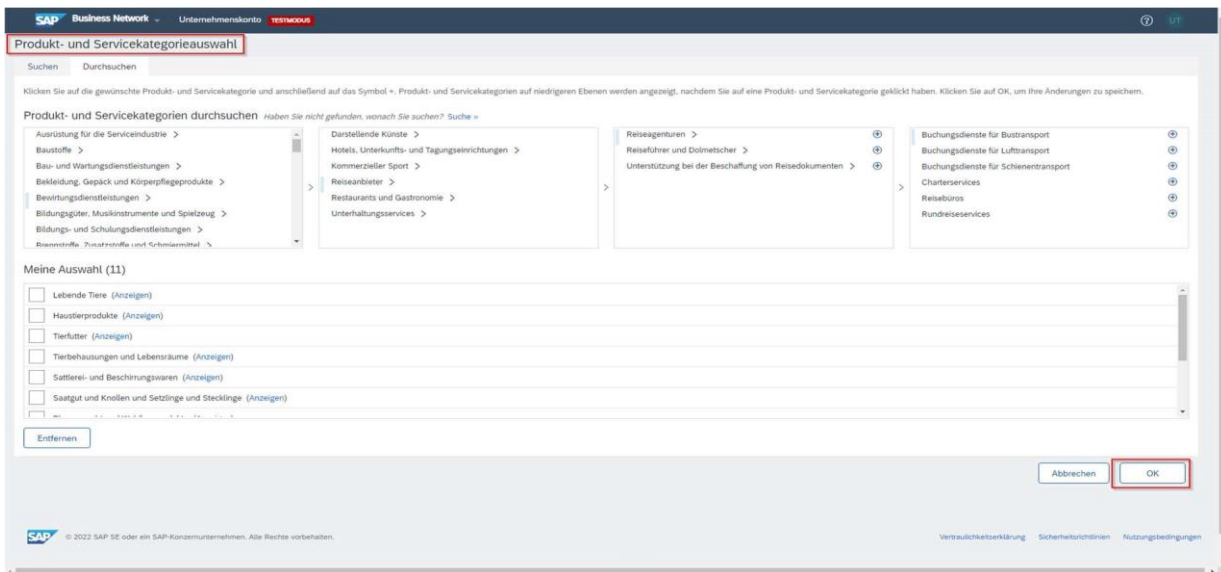 SAP Business Network Unternehmenskonto TESTMODUS UT
Produkt- und Servicekategorieauswahl
Suchen Durchsuchen
Klicken Sie auf die gewünschte Produkt- und Servicekategorie und anschließend auf das Symbol +. Produkt- und Servicekategorien auf niedrigeren Ebenen werden angezeigt, nachdem Sie auf eine Produkt- und Servicekategorie geklickt haben. Klicken Sie auf OK, um Ihre Änderungen zu speichern.
Produkt- und Servicekategorien durchsuchen Haben Sie nicht gefunden, wonach Sie suchen? Suche »
Ausrüstung für die Serviceindustrie >
Baustoffe >
Bau- und Wartungsdienstleistungen >
Bekleidung, Gepäck und Körperpflegeprodukte >
Bewirtungsdienstleistungen >
Bildungsgüter, Musikinstrumente und Spielzeug >
Bildungs- und Schulungsdienstleistungen >
Brennstoffe, Zusatzstoffe und Schmiermittel >
Darstellende Künste >
Hotels, Unterkunfts- und Tagungseinrichtungen >
Kommerzieller Sport >
Reiseanbieter >
Restaurants und Gastronomie >
Unterhaltungsservices >
Reiseagenturen >
Reiseführer und Dolmetscher >
Unterstützung bei der Beschaffung von Reisedokumenten >
Buchungsdienste für Bustransport
Buchungsdienste für Lufttransport
Buchungsdienste für Schienentransport
Charterservices
Reisebüros
Rundreiseservices
Meine Auswahl (11)
Lebende Tiere (Anzeigen)
Haustierprodukte (Anzeigen)
Tierfutter (Anzeigen)
Tierbehausungen und Lebensräume (Anzeigen)
Sattlerei- und Beschirrungswaren (Anzeigen)
Saatgut und Knollen und Setzlinge und Stecklinge (Anzeigen)
Entfernen
Abbrechen OK
SAP © 2022 SAP SE oder ein SAP-Konzernunternehmen. Alle Rechte vorbehalten. Vertraulichkeitserklärung Sicherheitsrichtlinien Nutzungsbedingungen